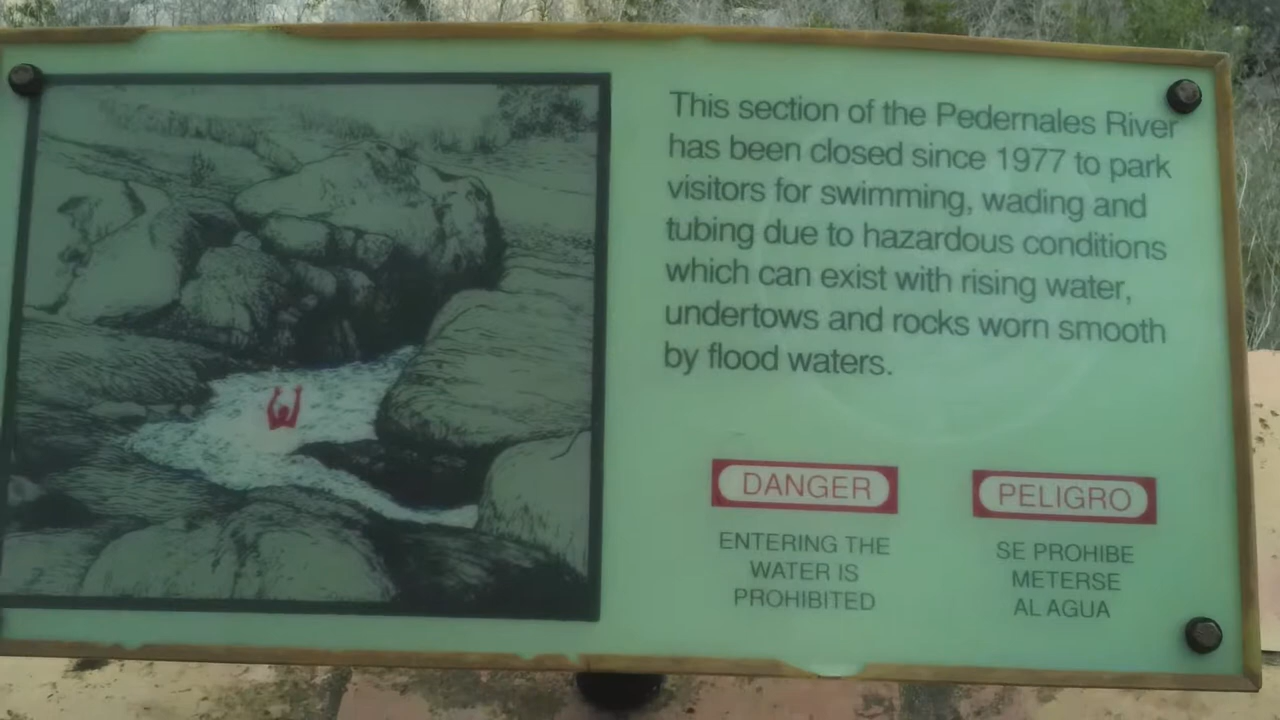 This section of the Pedernales River
has been closed since 1977 to park
visitors for swimming, wading and
tubing due to hazardous conditions
which can exist with rising water,
undertows and rocks worn smooth
by flood waters.
DANGER
ENTERING THE
WATER IS
PROHIBITED
PELIGRO
SE PROHIBE
METERSE
AL AGUA